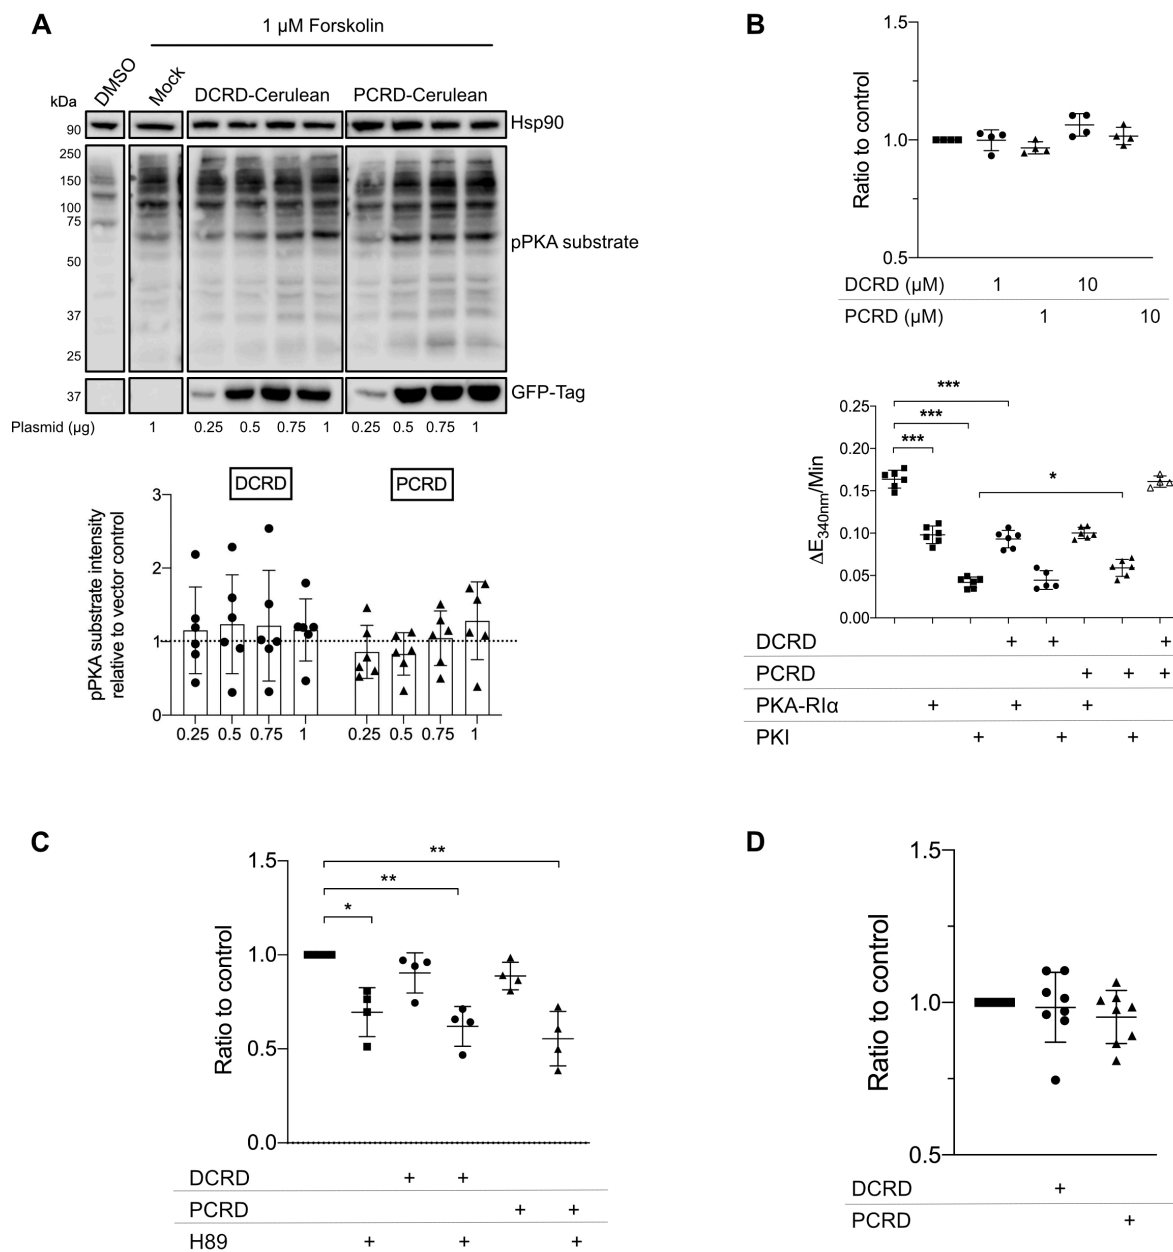 A
1 µM Forskolin
kDa
DMSO
Mock
DCRD-Cerulean
PCRD-Cerulean
90
Hsp90
250
150
100
75
50
37
25
pPKA substrate
37
GFP-Tag
Plasmid (µg)
1
0.25
0.5
0.75
1
0.25
0.5
0.75
1
DCRD
PCRD
pPKA substrate intensity
relative to vector control
3
2
1
0
0.25
0.5
0.75
1
0.25
0.5
0.75
1
B
Ratio to control
1.5
1.0
0.5
DCRD (µM)
1
10
PCRD (µM)
1
10
ΔE340nm/Min
0.25
0.20
0.15
0.10
0.05
0.00
***
***
***
*
DCRD
+
+
+
PCRD
+
+
+
PKA-RIα
+
+
+
PKI
+
+
+
C
Ratio to control
1.5
1.0
0.5
0.0
**
**
*
DCRD
+
+
PCRD
+
+
H89
+
+
+
D
Ratio to control
1.5
1.0
0.5
DCRD
+
PCRD
+